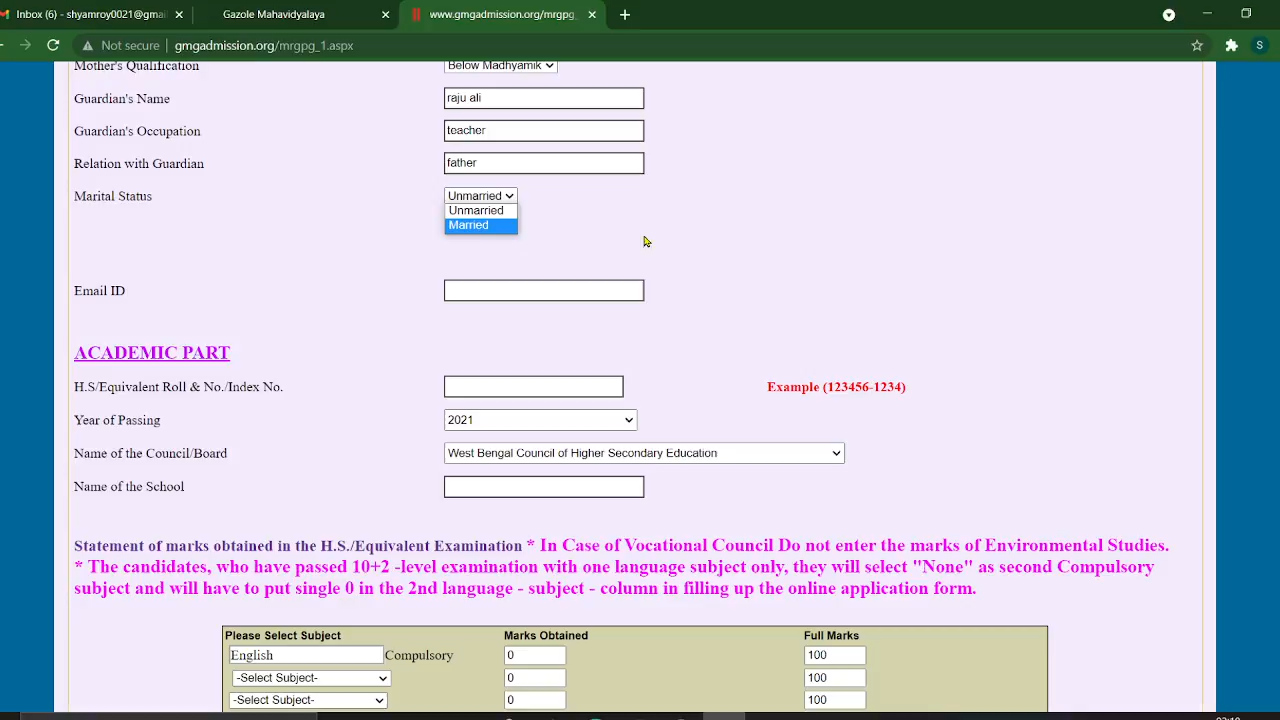 Inbox (6) - shyamroy0021@gma
Gazole Mahavidyalaya
www.gmgadmission.org/mrgpg_
Not secure | gmgadmission.org/mrgpg_1.aspx
S
Mother's Qualification Below Madhyamik
Guardian's Name raju ali
Guardian's Occupation teacher
Relation with Guardian father
Marital Status Unmarried
Unmarried
Married
Email ID
ACADEMIC PART
H.S/Equivalent Roll & No./Index No. Example (123456-1234)
Year of Passing 2021
Name of the Council/Board West Bengal Council of Higher Secondary Education
Name of the School
Statement of marks obtained in the H.S./Equivalent Examination * In Case of Vocational Council Do not enter the marks of Environmental Studies.
* The candidates, who have passed 10+2 -level examination with one language subject only, they will select "None" as second Compulsory
subject and will have to put single 0 in the 2nd language - subject - column in filling up the online application form.
Please Select Subject Marks Obtained Full Marks
English Compulsory 0 100
-Select Subject- 0 100
-Select Subject- 0 100